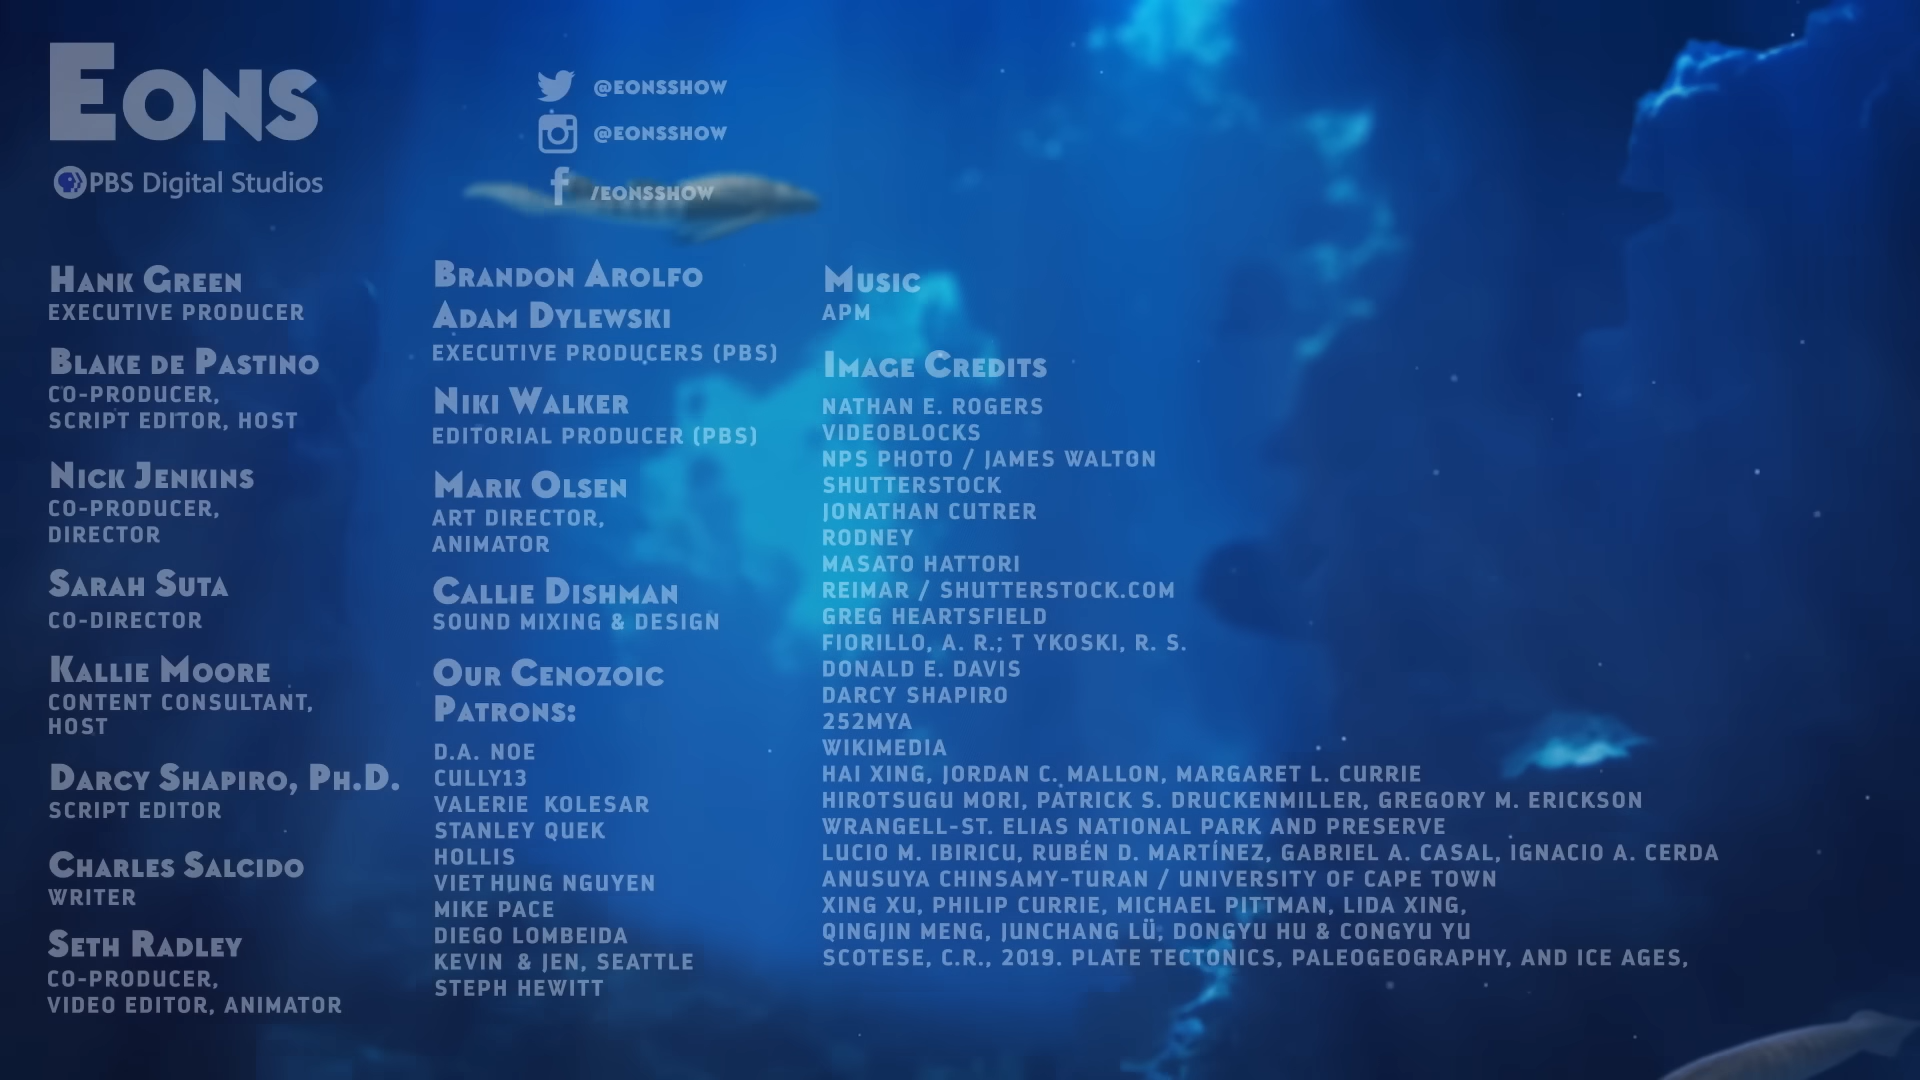 EONS
PBS Digital Studios
@EONSSHOW
@EONSSHOW
/EONSSHOW
HANK GREEN
EXECUTIVE PRODUCER
BLAKE DE PASTINO
CO-PRODUCER,
SCRIPT EDITOR, HOST
NICK JENKINS
CO-PRODUCER,
DIRECTOR
SARAH SUTA
CO-DIRECTOR
KALLIE MOORE
CONTENT CONSULTANT,
HOST
DARCY SHAPIRO, PH.D.
SCRIPT EDITOR
CHARLES SALCIDO
WRITER
SETH RADLEY
CO-PRODUCER,
VIDEO EDITOR, ANIMATOR
BRANDON AROLFO
ADAM DYLEWSKI
EXECUTIVE PRODUCERS (PBS)
NIKI WALKER
EDITORIAL PRODUCER (PBS)
MARK OLSEN
ART DIRECTOR,
ANIMATOR
CALLIE DISHMAN
SOUND MIXING & DESIGN
OUR CENOZOIC
PATRONS:
D.A. NOE
CULLY13
VALERIE KOLESAR
STANLEY QUEK
HOLLIS
VIET HUNG NGUYEN
MIKE PACE
DIEGO LOMBEIDA
KEVIN & JEN, SEATTLE
STEPH HEWITT
MUSIC
APM
IMAGE CREDITS
NATHAN E. ROGERS
VIDEOBLOCKS
NPS PHOTO / JAMES WALTON
SHUTTERSTOCK
JONATHAN CUTRER
RODNEY
MASATO HATTORI
REIMAR / SHUTTERSTOCK.COM
GREG HEARTSFIELD
FIORILLO, A. R.; T YKOSKI, R. S.
DONALD E. DAVIS
DARCY SHAPIRO
252MYA
WIKIMEDIA
HAI XING, JORDAN C. MALLON, MARGARET L. CURRIE
HIROTSUGU MORI, PATRICK S. DRUCKENMILLER, GREGORY M. ERICKSON
WRANGELL-ST. ELIAS NATIONAL PARK AND PRESERVE
LUCIO M. IBIRICU, RUBÉN D. MARTÍNEZ, GABRIEL A. CASAL, IGNACIO A. CERDA
ANUSUYA CHINSAMY-TURAN / UNIVERSITY OF CAPE TOWN
XING XU, PHILIP CURRIE, MICHAEL PITTMAN, LIDA XING,
QINGJIN MENG, JUNCHANG LÜ, DONGYU HU & CONGYU YU
SCOTESE, C.R., 2019. PLATE TECTONICS, PALEOGEOGRAPHY, AND ICE AGES,